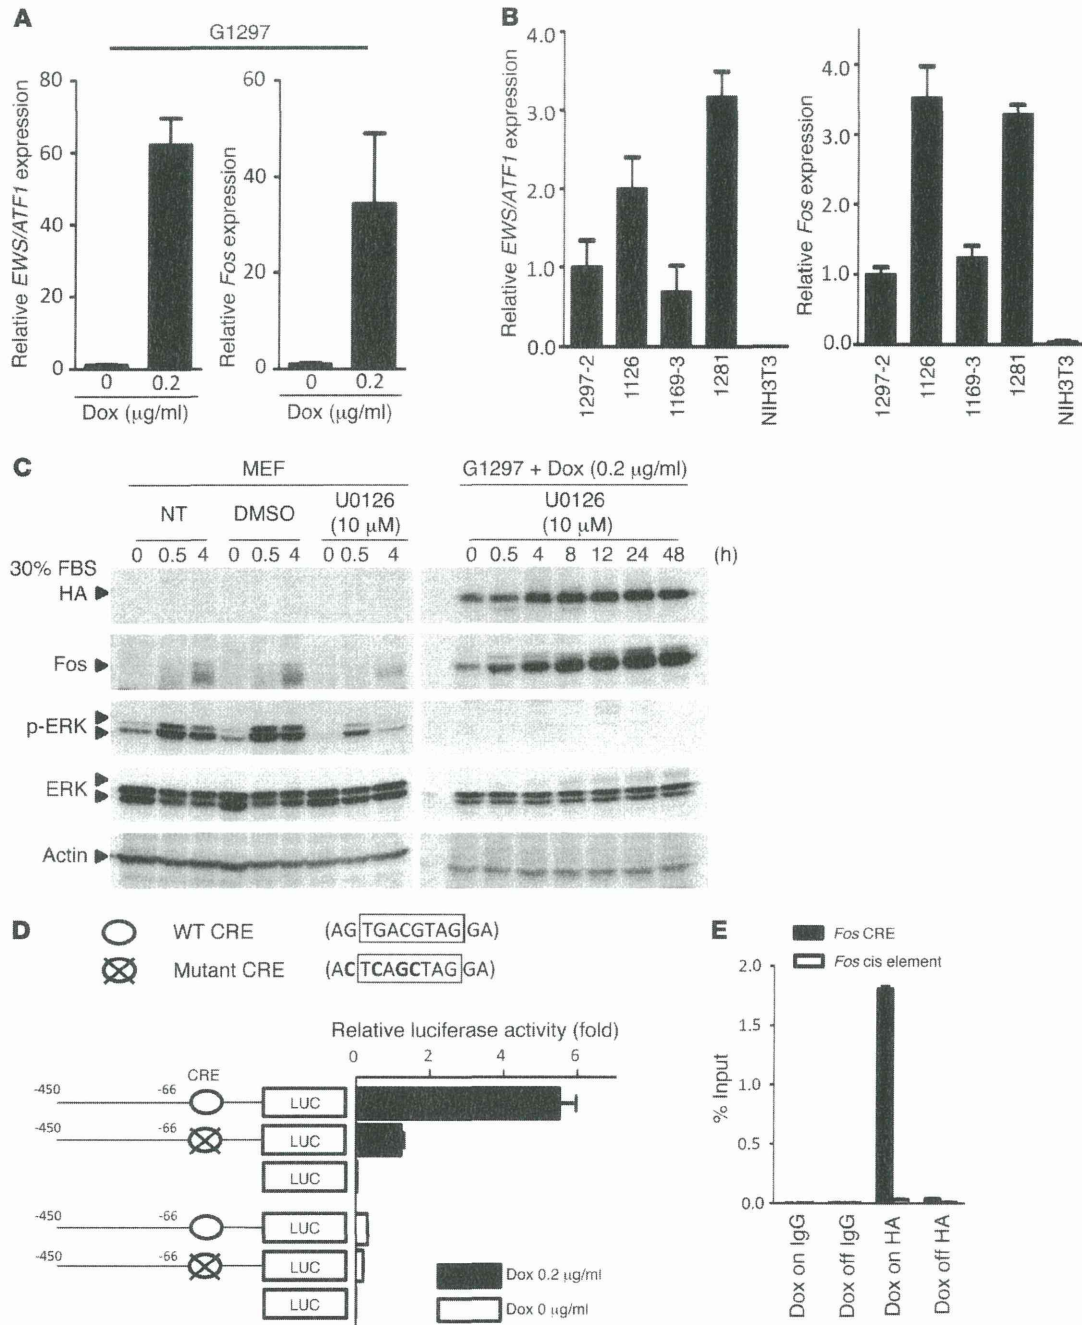 A
G1297
Relative EWS/ATF1 expression
80
60
40
20
0
0
0.2
Dox (μg/ml)
Relative Fos expression
60
40
20
0
0
0.2
Dox (μg/ml)
B
Relative EWS/ATF1 expression
4.0
3.0
2.0
1.0
0.0
1297-2
1126
1169-3
1281
NIH3T3
Relative Fos expression
4.0
3.0
2.0
1.0
0.0
1297-2
1126
1169-3
1281
NIH3T3
C
MEF
G1297 + Dox (0.2 μg/ml)
NT
DMSO
U0126
(10 μM)
U0126
(10 μM)
0 0.5 4 0 0.5 4 0 0.5 4
0 0.5 4 8 12 24 48 (h)
30% FBS
HA
Fos
p-ERK
ERK
Actin
D
WT CRE (AG TGACGTAG GA)
Mutant CRE (AC TCAGCTAG GA)
Relative luciferase activity (fold)
0 2 4 6
CRE
-450 -66 LUC
-450 -66 LUC
LUC
-450 -66 LUC
-450 -66 LUC
LUC
Dox 0.2 μg/ml
Dox 0 μg/ml
E
Fos CRE
Fos cis element
% Input
2.0
1.5
1.0
0.5
0.0
Dox on IgG
Dox off IgG
Dox on HA
Dox off HA